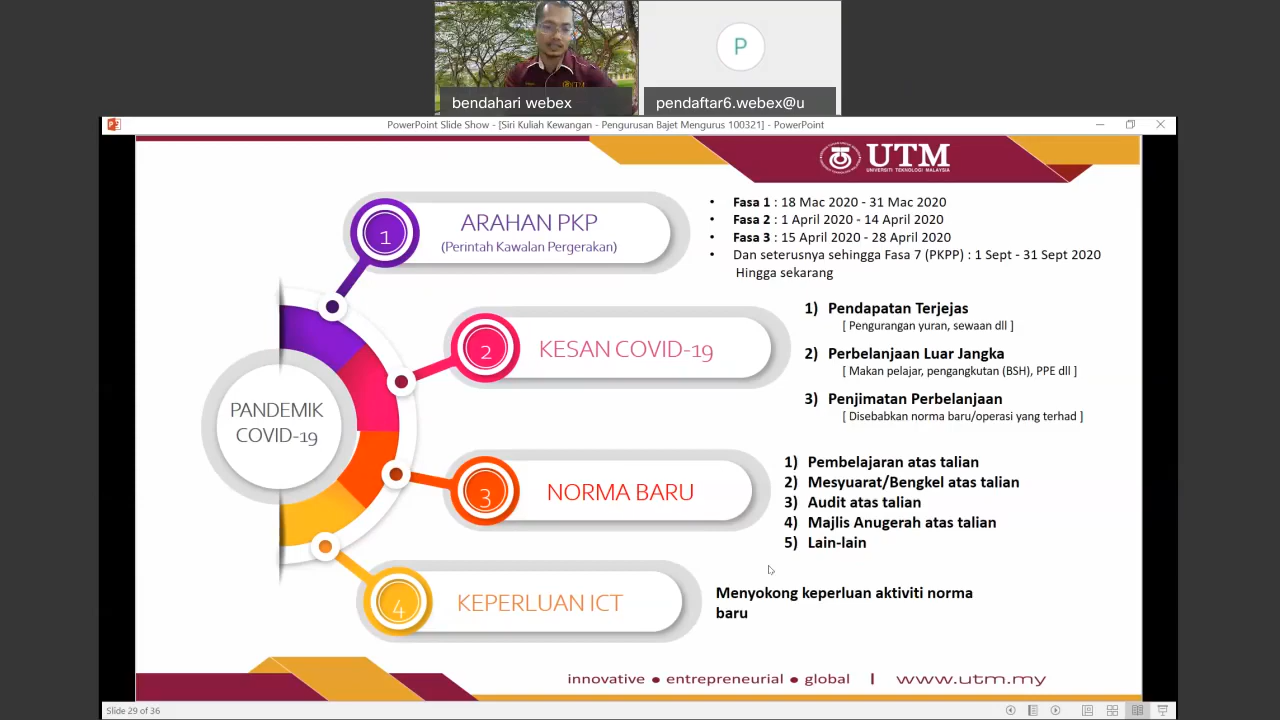 bendahari webex
P
pendaftar6.webex@u
PowerPoint Slide Show - [Siri Kuliah Kewangan - Pengurusan Bajet Mengurus 100321] - PowerPoint
UTM
UNIVERSITI TEKNOLOGI MALAYSIA
1
ARAHAN PKP
(Perintah Kawalan Pergerakan)
• Fasa 1 : 18 Mac 2020 - 31 Mac 2020
• Fasa 2 : 1 April 2020 - 14 April 2020
• Fasa 3 : 15 April 2020 - 28 April 2020
• Dan seterusnya sehingga Fasa 7 (PKPP) : 1 Sept - 31 Sept 2020
Hingga sekarang
PANDEMIK
COVID-19
2
KESAN COVID-19
1) Pendapatan Terjejas
[ Pengurangan yuran, sewaan dll ]
2) Perbelanjaan Luar Jangka
[ Makan pelajar, pengangkutan (BSH), PPE dll ]
3) Penjimatan Perbelanjaan
[ Disebabkan norma baru/operasi yang terhad ]
3
NORMA BARU
1) Pembelajaran atas talian
2) Mesyuarat/Bengkel atas talian
3) Audit atas talian
4) Majlis Anugerah atas talian
5) Lain-lain
4
KEPERLUAN ICT
Menyokong keperluan aktiviti norma
baru
innovative ● entrepreneurial ● global | www.utm.my
Slide 29 of 36